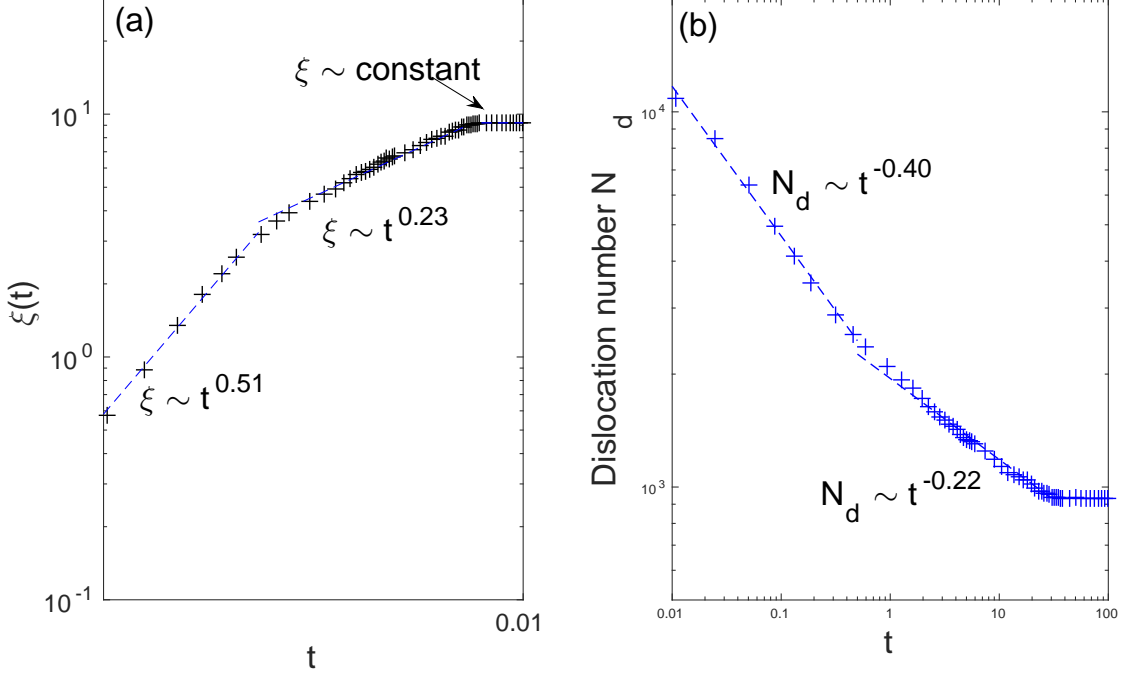 (a)
ξ ~ constant
10^1
ξ ~ t^0.23
ξ(t)
10^0
ξ ~ t^0.51
10^-1
0.01
t
(b)
Dislocation number N_d
10^4
N_d ~ t^-0.40
10^3
N_d ~ t^-0.22
0.01
0.1
1
10
100
t